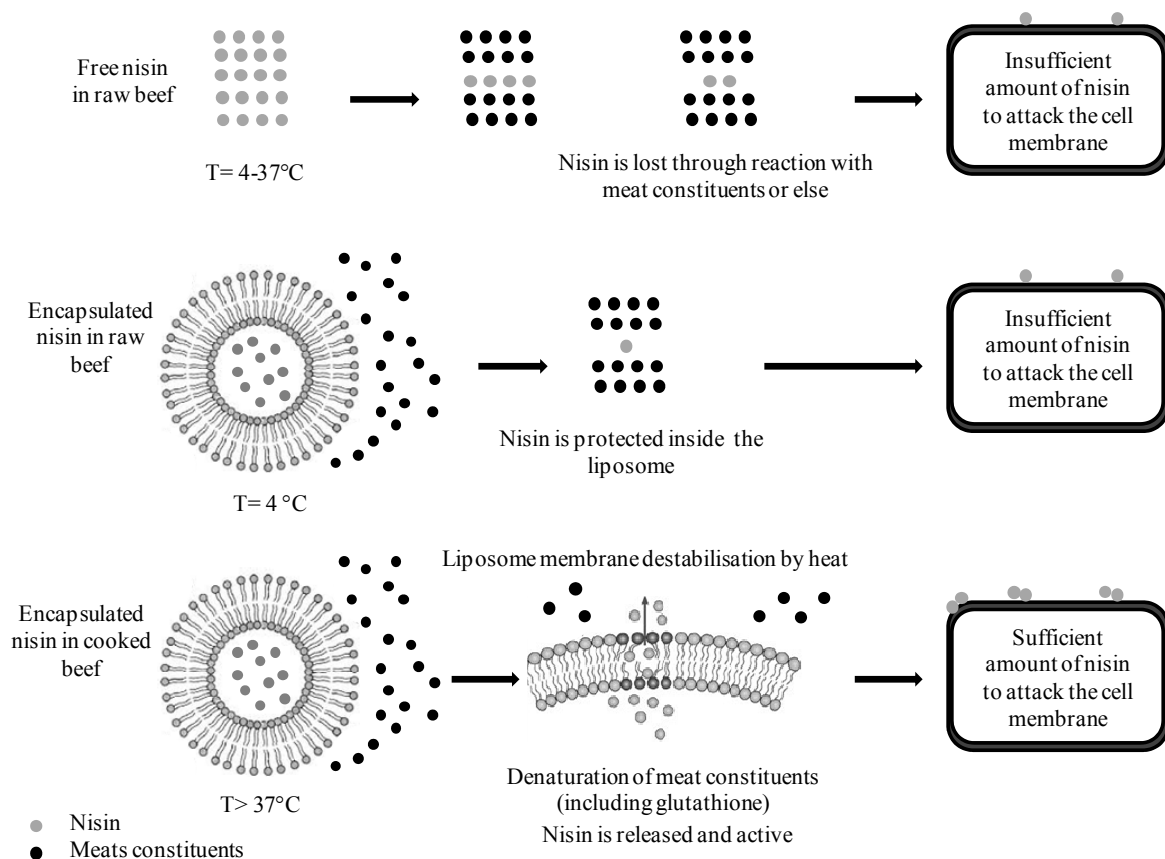 Free nisin
in raw beef
T= 4-37°C
Nisin is lost through reaction with
meat constituents or else
Insufficient
amount of nisin
to attack the cell
membrane
Encapsulated
nisin in raw
beef
T= 4 °C
Nisin is protected inside the
liposome
Insufficient
amount of nisin
to attack the cell
membrane
Encapsulated
nisin in cooked
beef
T> 37°C
Liposome membrane destabilisation by heat
Denaturation of meat constituents
(including glutathione)
Nisin is released and active
Sufficient
amount of nisin
to attack the cell
membrane
Nisin
Meats constituents